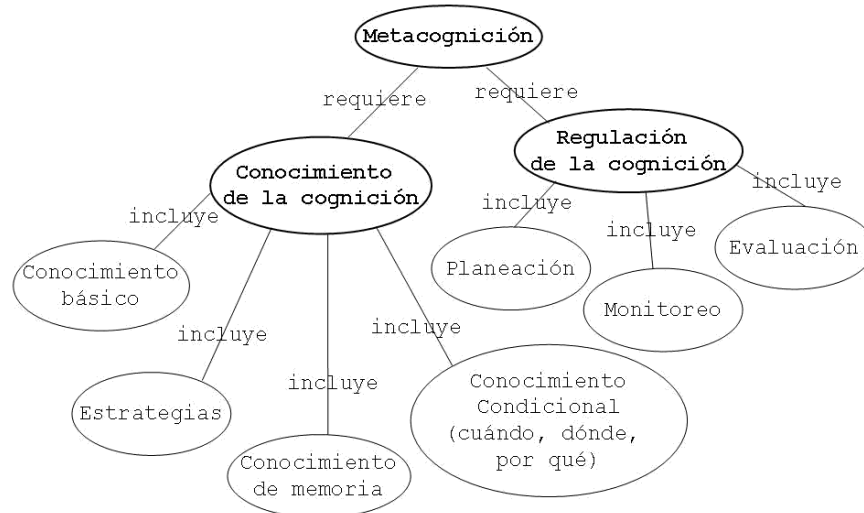 Metacognición
requiere
requiere
Conocimiento
de la cognición
Regulación
de la cognición
incluye
incluye
incluye
incluye
incluye
incluye
incluye
Conocimiento
básico
Estrategias
Conocimiento
de memoria
Conocimiento
Condicional
(cuándo, dónde,
por qué)
Planeación
Monitoreo
Evaluación